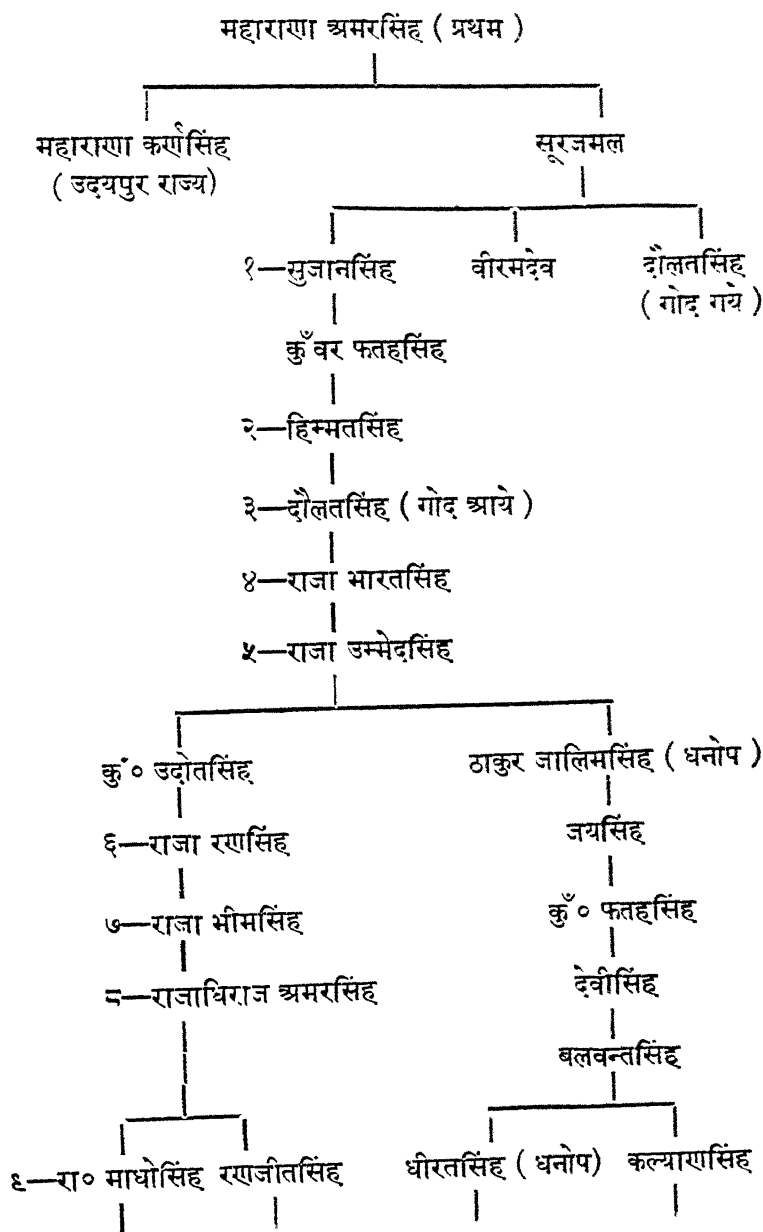 महाराणा अमरसिंह ( प्रथम )
महाराणा कर्णसिंह सूरजमल
( उदयपुर राज्य)
१—सुजानसिंह वीरमदेव दौलतसिंह
( गोद गये )
कुँवर फतहसिंह
२—हिम्मतसिंह
३—दौलतसिंह ( गोद आये )
४—राजा भारतसिंह
५—राजा उम्मेदसिंह
कुं० उदोतसिंह ठाकुर जालिमसिंह ( धनोप )
६—राजा रणसिंह जयसिंह
७—राजा भीमसिंह कुँ० फतहसिंह
८—राजाधिराज अमरसिंह देवीसिंह
बलवन्तसिंह
९—रा० माधोसिंह रणजीतसिंह धीरतसिंह ( धनोप) कल्याणसिंह